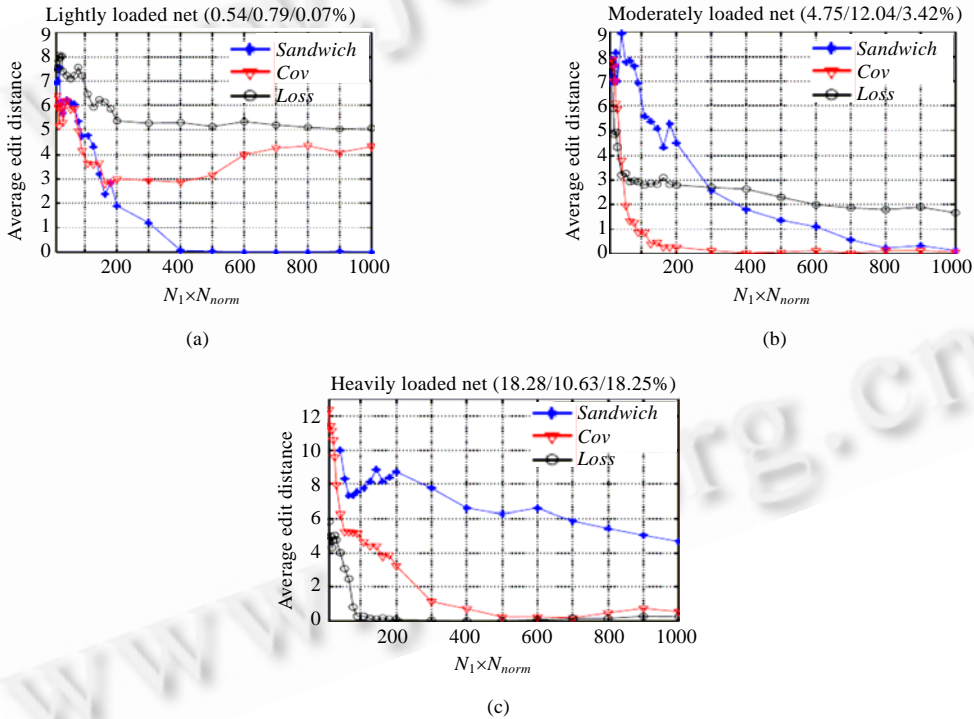 Lightly loaded net (0.54/0.79/0.07%)
9
8
7
6
5
4
3
2
1
0
Average edit distance
Sandwich
Cov
Loss
200 400 600 800 1000
N1×Nnorm
(a)
Moderately loaded net (4.75/12.04/3.42%)
9
8
7
6
5
4
3
2
1
0
Average edit distance
Sandwich
Cov
Loss
200 400 600 800 1000
N1×Nnorm
(b)
Heavily loaded net (18.28/10.63/18.25%)
12
10
8
6
4
2
0
Average edit distance
Sandwich
Cov
Loss
200 400 600 800 1000
N1×Nnorm
(c)